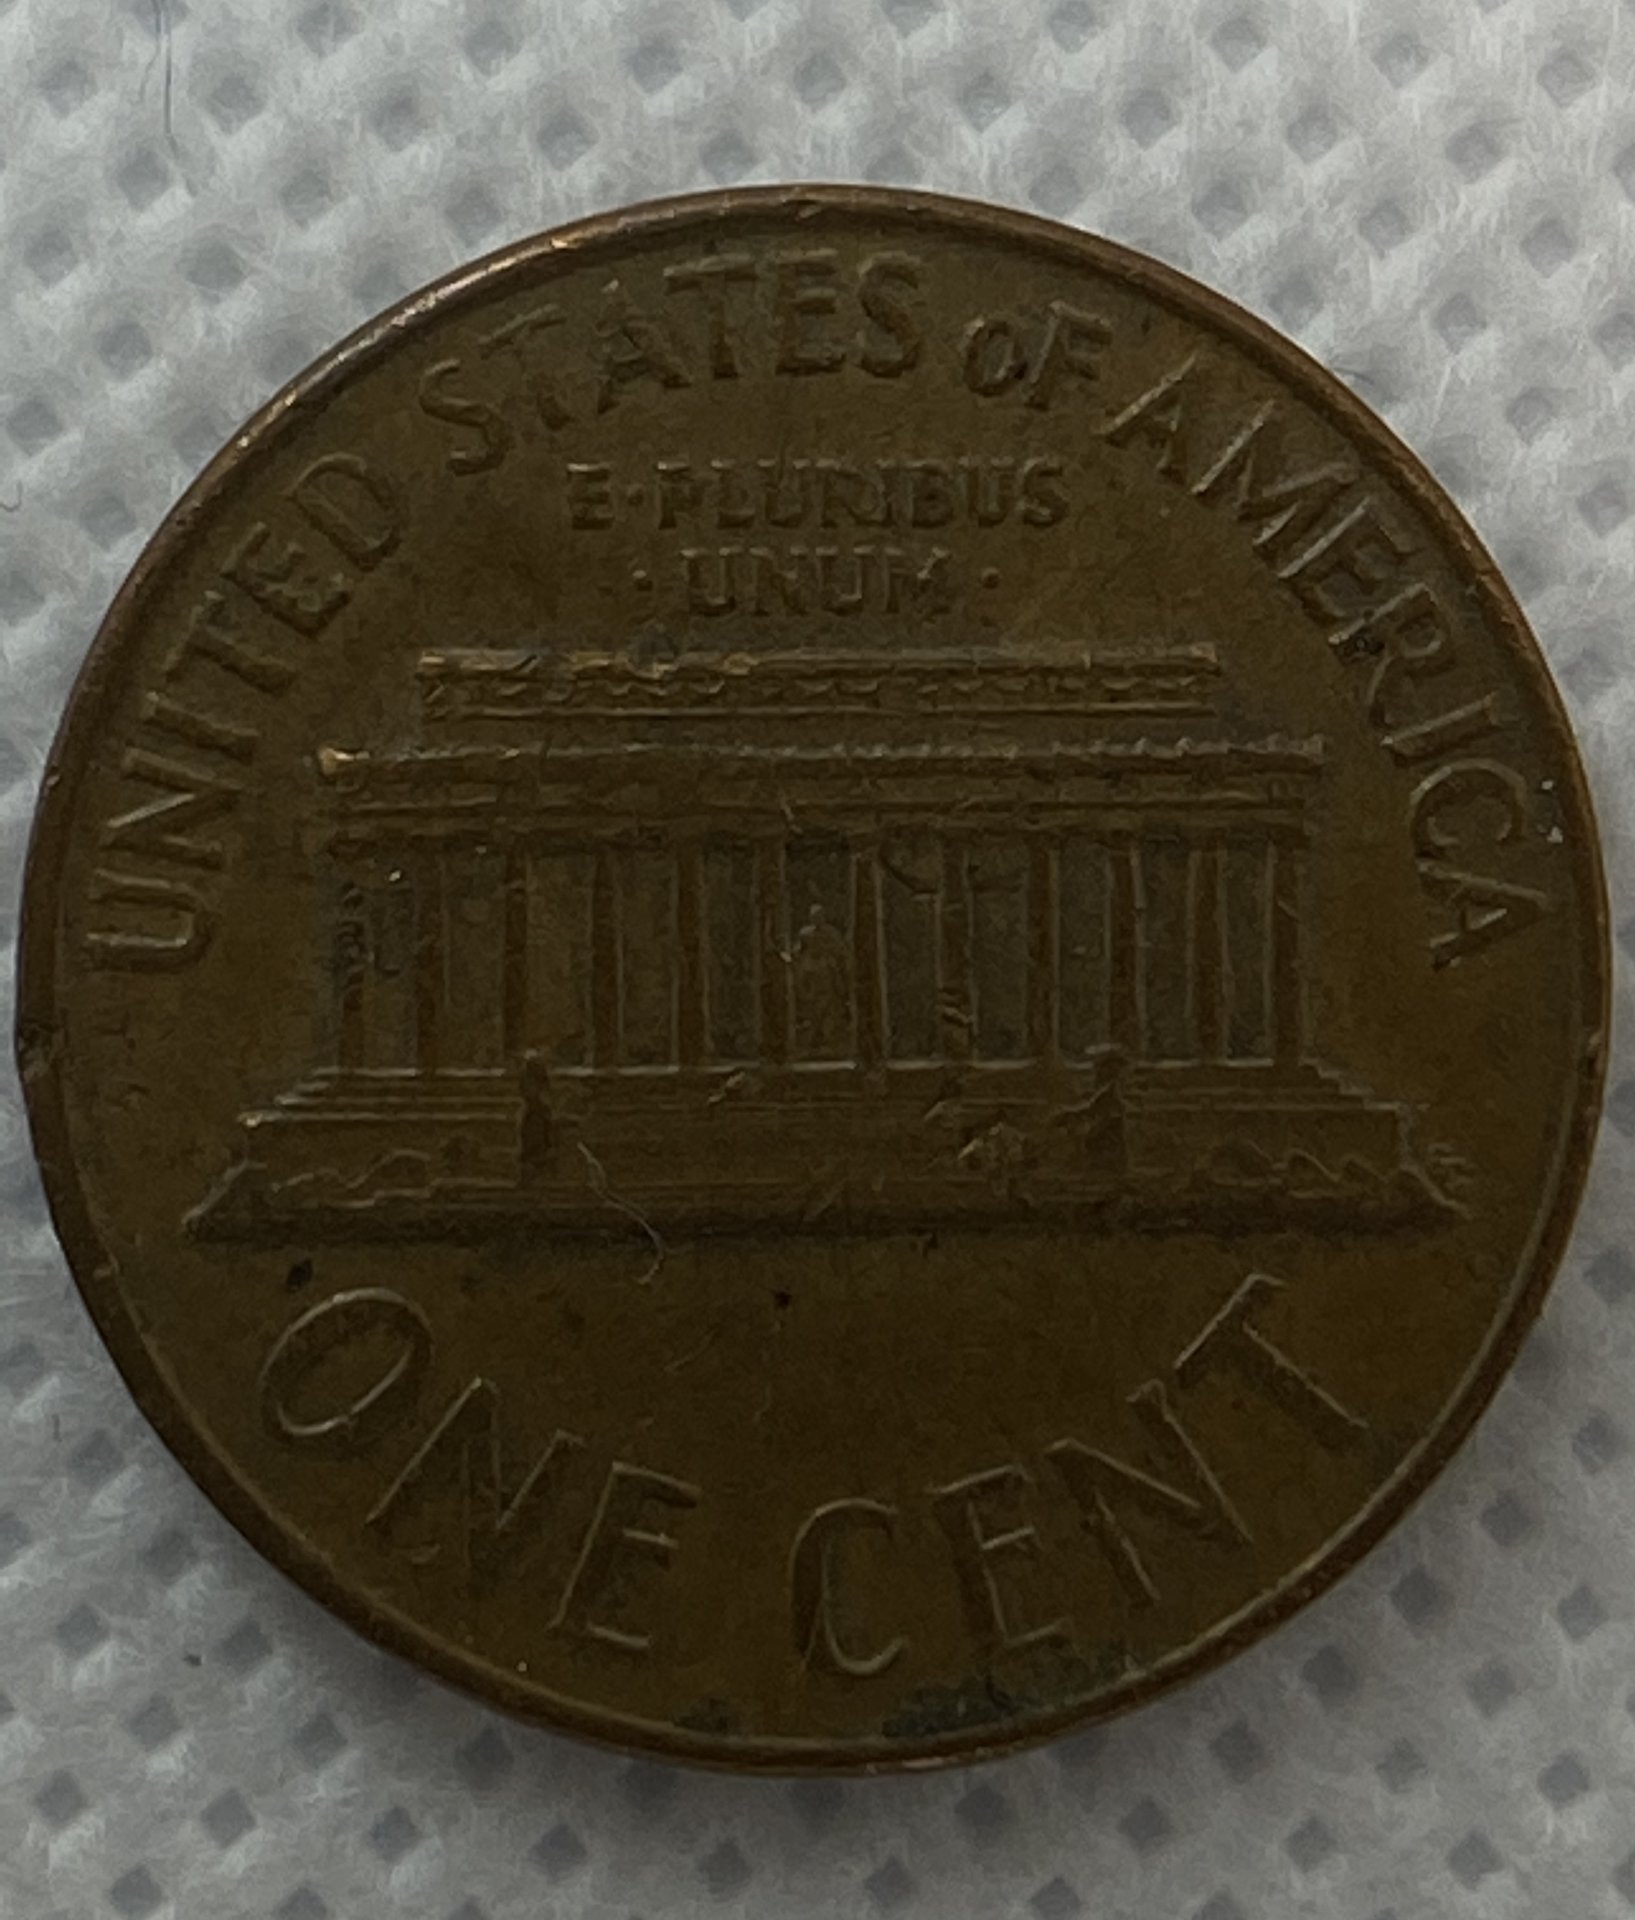 UNITED STATES OF AMERICA
E·PLURIBUS
·UNUM·
ONE CENT